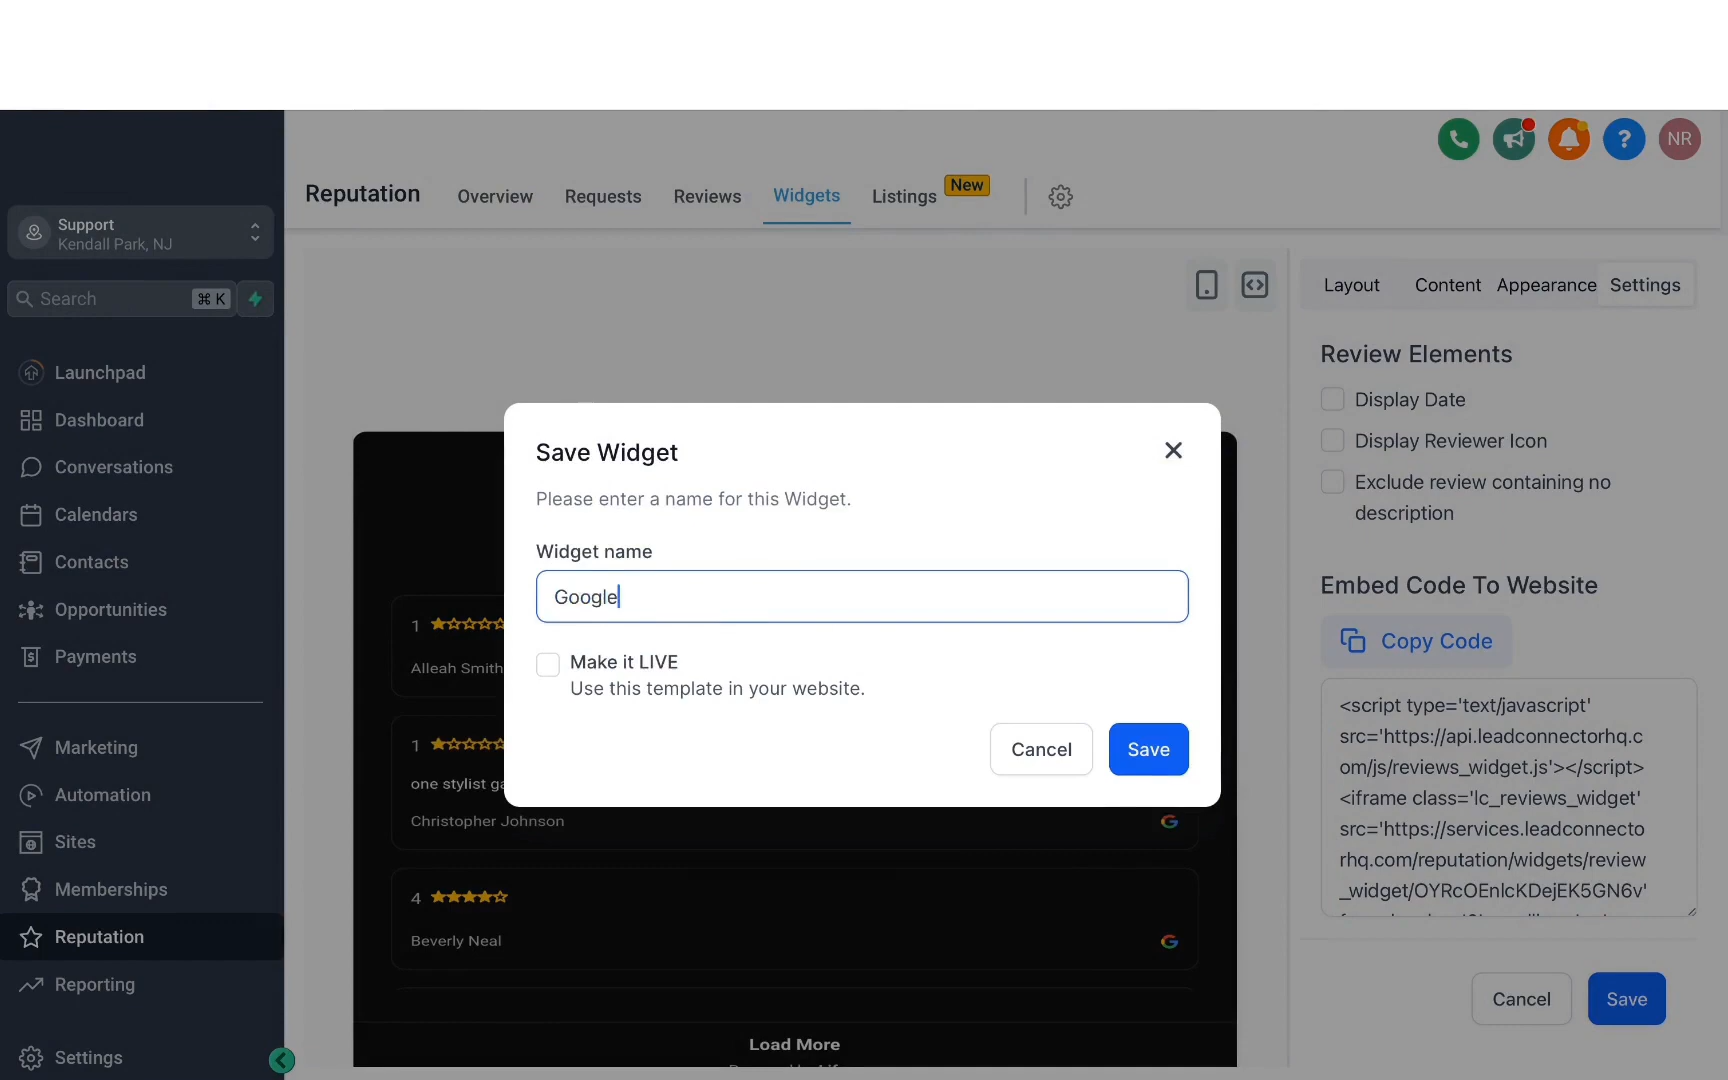 NR
Reputation
Overview
Requests
Reviews
Widgets
Listings
New
Support
Kendall Park, NJ
Search
⌘ K
Launchpad
Dashboard
Conversations
Calendars
Contacts
Opportunities
Payments
Marketing
Automation
Sites
Memberships
Reputation
Reporting
Settings
1
Alleah Smith
1
one stylist ga
Christopher Johnson
4
Beverly Neal
Load More
Save Widget
Please enter a name for this Widget.
Widget name
Google
Make it LIVE
Use this template in your website.
Cancel
Save
Layout
Content
Appearance
Settings
Review Elements
Display Date
Display Reviewer Icon
Exclude review containing no
description
Embed Code To Website
Copy Code
<script type='text/javascript'
src='https://api.leadconnectorhq.c
om/js/reviews_widget.js'></script>
<iframe class='lc_reviews_widget'
src='https://services.leadconnecto
rhq.com/reputation/widgets/review
_widget/OYRcOEnlcKDejEK5GN6v'
Cancel
Save